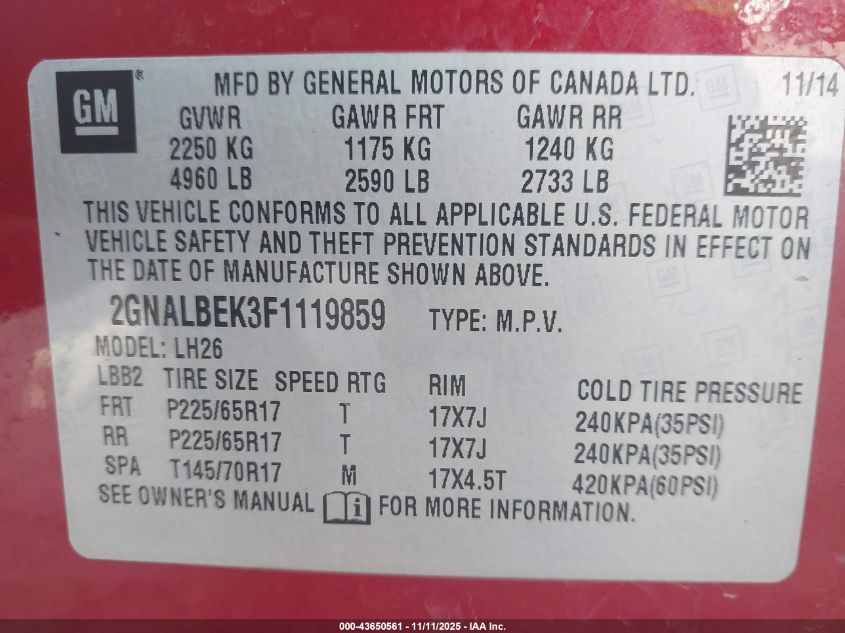 GM ® MFD BY GENERAL MOTORS OF CANADA LTD. 11/14
GVWR GAWR FRT GAWR RR
2250 KG 1175 KG 1240 KG
4960 LB 2590 LB 2733 LB
THIS VEHICLE CONFORMS TO ALL APPLICABLE U.S. FEDERAL MOTOR
VEHICLE SAFETY AND THEFT PREVENTION STANDARDS IN EFFECT ON
THE DATE OF MANUFACTURE SHOWN ABOVE.
2GNALBEK3F1119859 TYPE: M.P.V.
MODEL: LH26
LBB2 TIRE SIZE SPEED RTG RIM COLD TIRE PRESSURE
FRT P225/65R17 T 17X7J 240KPA(35PSI)
RR P225/65R17 T 17X7J 240KPA(35PSI)
SPA T145/70R17 M 17X4.5T 420KPA(60PSI)
SEE OWNER'S MANUAL i FOR MORE INFORMATION.
000-43650561 - 11/11/2025 - IAA Inc.